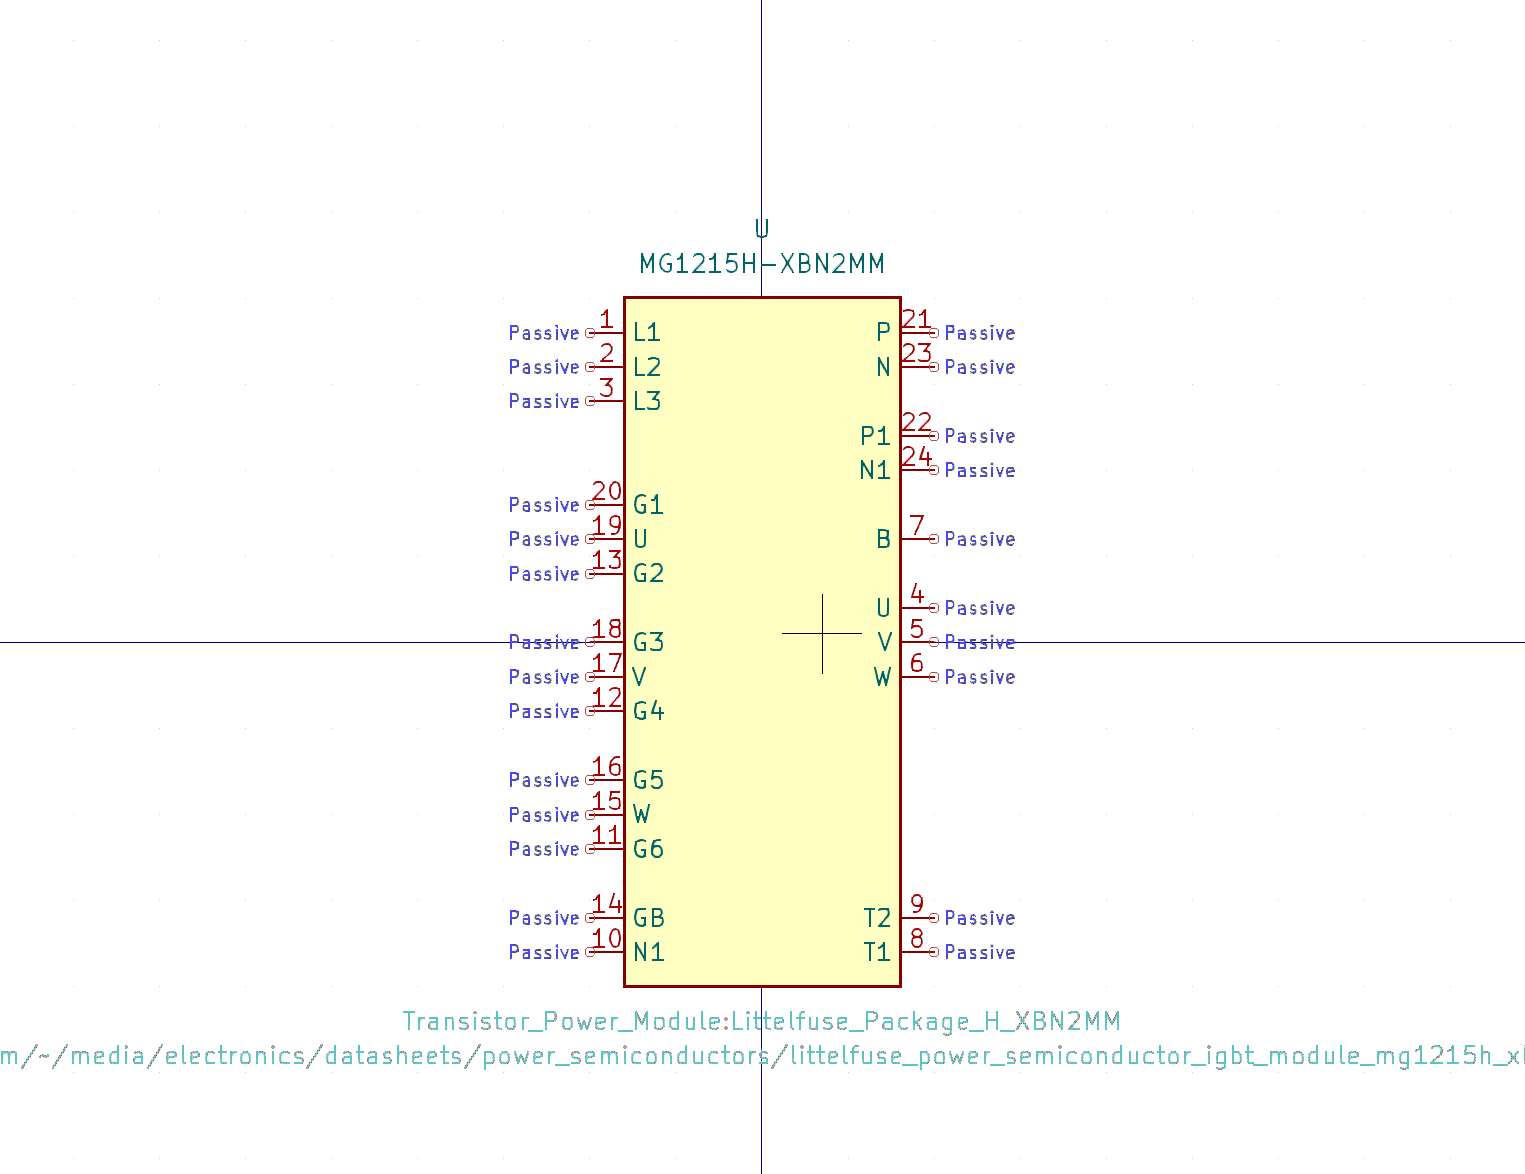 U
MG1215H-XBN2MM
Passive 1 L1 P 21 Passive
Passive 2 L2 N 23 Passive
Passive 3 L3
P1 22 Passive
N1 24 Passive
Passive 20 G1
Passive 19 U B 7 Passive
Passive 13 G2
U 4 Passive
Passive 18 G3 V 5 Passive
Passive 17 V W 6 Passive
Passive 12 G4
Passive 16 G5
Passive 15 W
Passive 11 G6
Passive 14 GB T2 9 Passive
Passive 10 N1 T1 8 Passive
Transistor_Power_Module:Littelfuse_Package_H_XBN2MM
m/~/media/electronics/datasheets/power_semiconductors/littelfuse_power_semiconductor_igbt_module_mg1215h_x